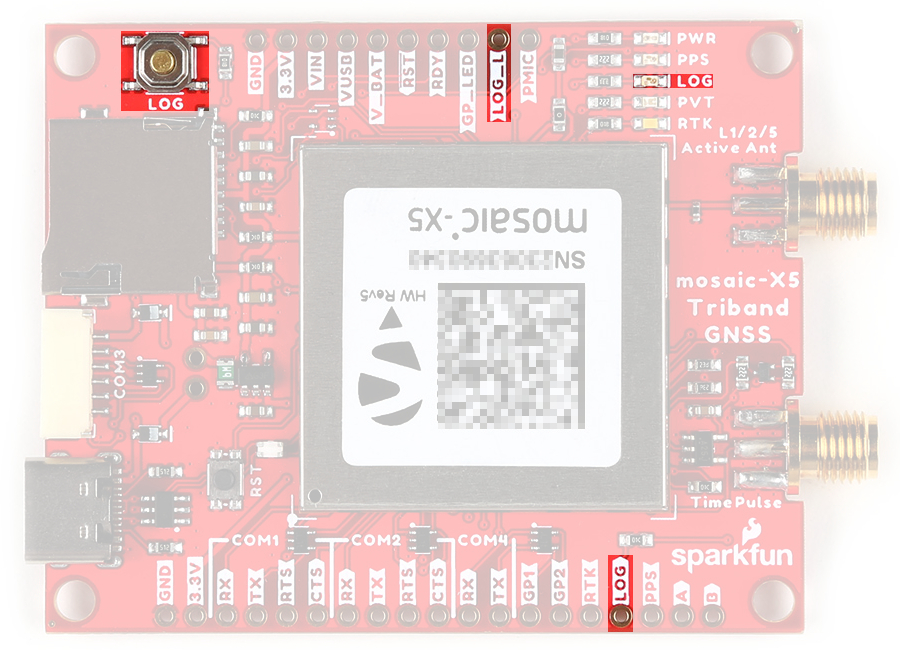 LOG
GND
3.3V
VIN
VUSB
V_BAT
RST
RDY
GP_LED
LOG_L
PMIC
PWR
PPS
LOG
PVT
RTK
L1/2/5
Active Ant
mosaic-X5
HW Rev5
mosaic-X5
Triband
GNSS
COM3
RST
TimePulse
sparkfun
COM1
COM2
COM4
GND
3.3V
RX
TX
RTS
CTS
RX
TX
RTS
CTS
RX
TX
GP1
GP2
RTK
LOG
PPS
A
B